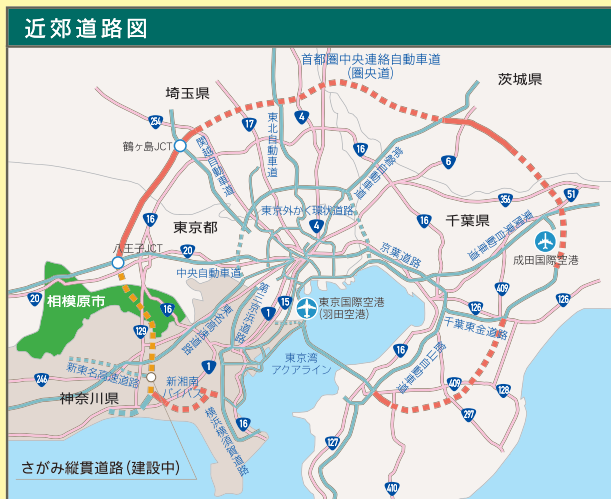 近郊道路図
首都圏中央連絡自動車道
(圏央道)
埼玉県
茨城県
254
17
4
東北自動車道
鶴ヶ島JCT
関越自動車道
16
常磐自動車道
6
356
51
16
東京都
東京外かく環状道路
4
16
千葉県
東関東自動車道
八王子JCT
20
中央自動車道
京葉道路
成田国際空港
20
相模原市
16
第三京浜道路
15
1
東京国際空港
(羽田空港)
409
126
126
千葉東金道路
129
東名高速道路
246
新東名高速道路
1
東京湾
アクアライン
16
館山自動車道
新湘南
バイパス
409
128
神奈川県
297
横浜横須賀道路
16
127
さがみ縦貫道路(建設中)
410